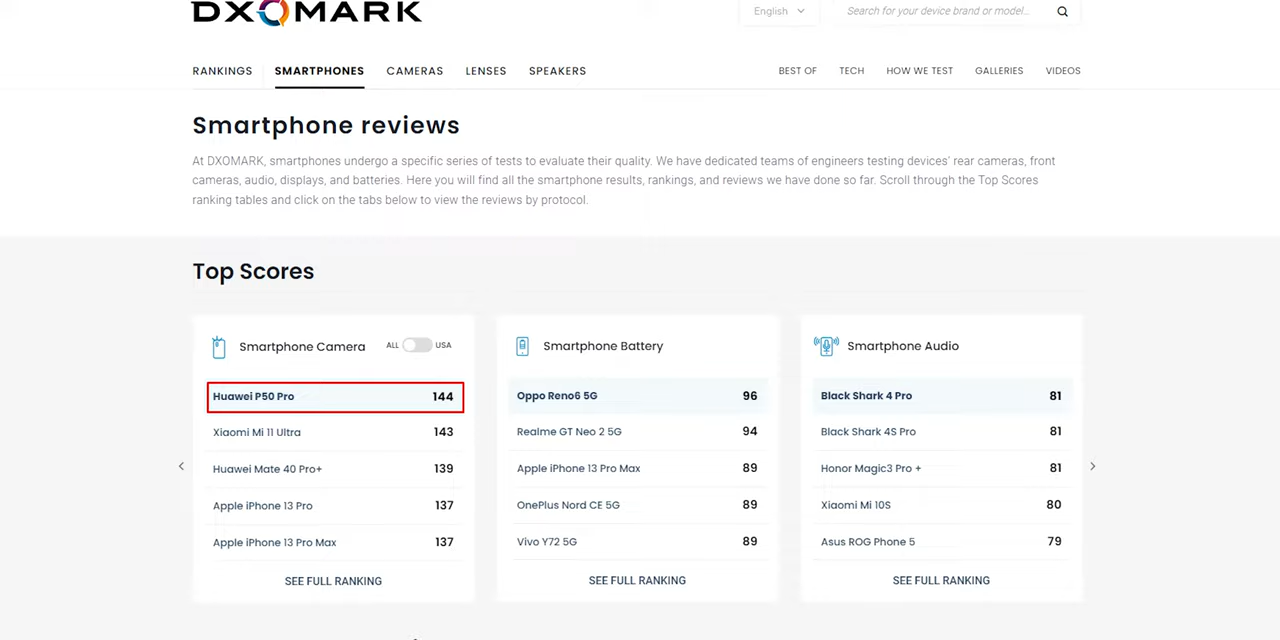 DXOMARK
English
Search for your device brand or model...
RANKINGS
SMARTPHONES
CAMERAS
LENSES
SPEAKERS
BEST OF
TECH
HOW WE TEST
GALLERIES
VIDEOS
Smartphone reviews
At DXOMARK, smartphones undergo a specific series of tests to evaluate their quality. We have dedicated teams of engineers testing devices' rear cameras, front
cameras, audio, displays, and batteries. Here you will find all the smartphone results, rankings, and reviews we have done so far. Scroll through the Top Scores
ranking tables and click on the tabs below to view the reviews by protocol.
Top Scores
Smartphone Camera ALL USA
Huawei P50 Pro 144
Xiaomi Mi 11 Ultra 143
Huawei Mate 40 Pro+ 139
Apple iPhone 13 Pro 137
Apple iPhone 13 Pro Max 137
SEE FULL RANKING
Smartphone Battery
Oppo Reno6 5G 96
Realme GT Neo 2 5G 94
Apple iPhone 13 Pro Max 89
OnePlus Nord CE 5G 89
Vivo Y72 5G 89
SEE FULL RANKING
Smartphone Audio
Black Shark 4 Pro 81
Black Shark 4S Pro 81
Honor Magic3 Pro + 81
Xiaomi Mi 10S 80
Asus ROG Phone 5 79
SEE FULL RANKING